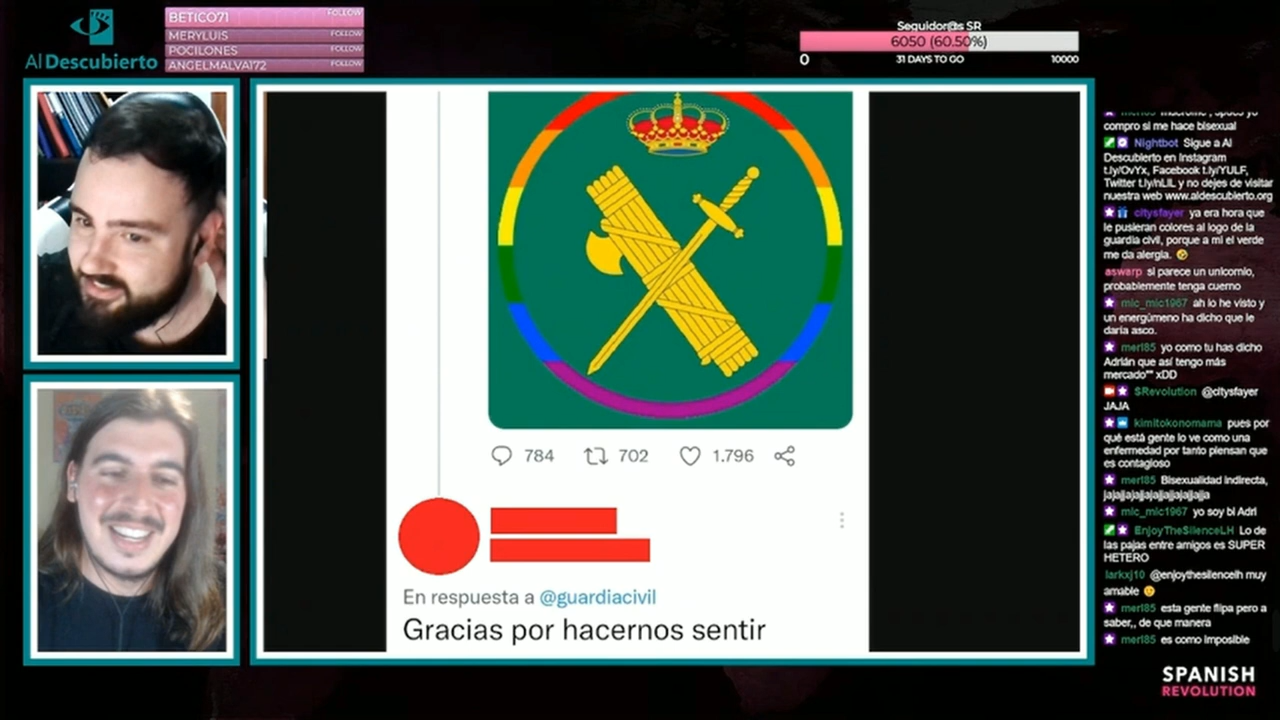 Al Descubierto
BETICO71 FOLLOW
MERYLUIS FOLLOW
POCILONES FOLLOW
ANGELMALVA172 FOLLOW
Seguidor@s SR
6050 (60.50%)
0 31 DAYS TO GO 10000
784 702 1.796
En respuesta a @guardiacivil
Gracias por hacernos sentir
compro si me hace bisexual
Nightbot Sigue a Al
Descubierto en Instagram
t.ly/OvYx, Facebook t.ly/YULF,
Twitter t.ly/nLIL y no dejes de visitar
nuestra web www.aldescubierto.org
citysfayer ya era hora que
le pusieran colores al logo de la
guardia civil, porque a mi el verde
me da alergia. 🤣
aswarp si parece un unicornio,
probablemente tenga cuerno
mic_mic1967 ah lo he visto y
un energúmeno ha dicho que le
daría asco.
meri85 yo como tu has dicho
Adrián que así tengo más
mercado"" xDD
SRevolution @citysfayer
JAJA
kimitokonomama pues por
qué está gente lo ve como una
enfermedad por tanto piensan que
es contagioso
meri85 Bisexualidad indirecta,
jajajjajajjajajjajajjajajjajja
mic_mic1967 yo soy bi Adri
EnjoyTheSilenceLH Lo de
las pajas entre amigos es SUPER
HETERO
larkxj10 @enjoythesilencelh muy
amable 🙂
meri85 esta gente flipa pero a
saber,, de que manera
meri85 es como imposible
SPANISH
REVOLUTION